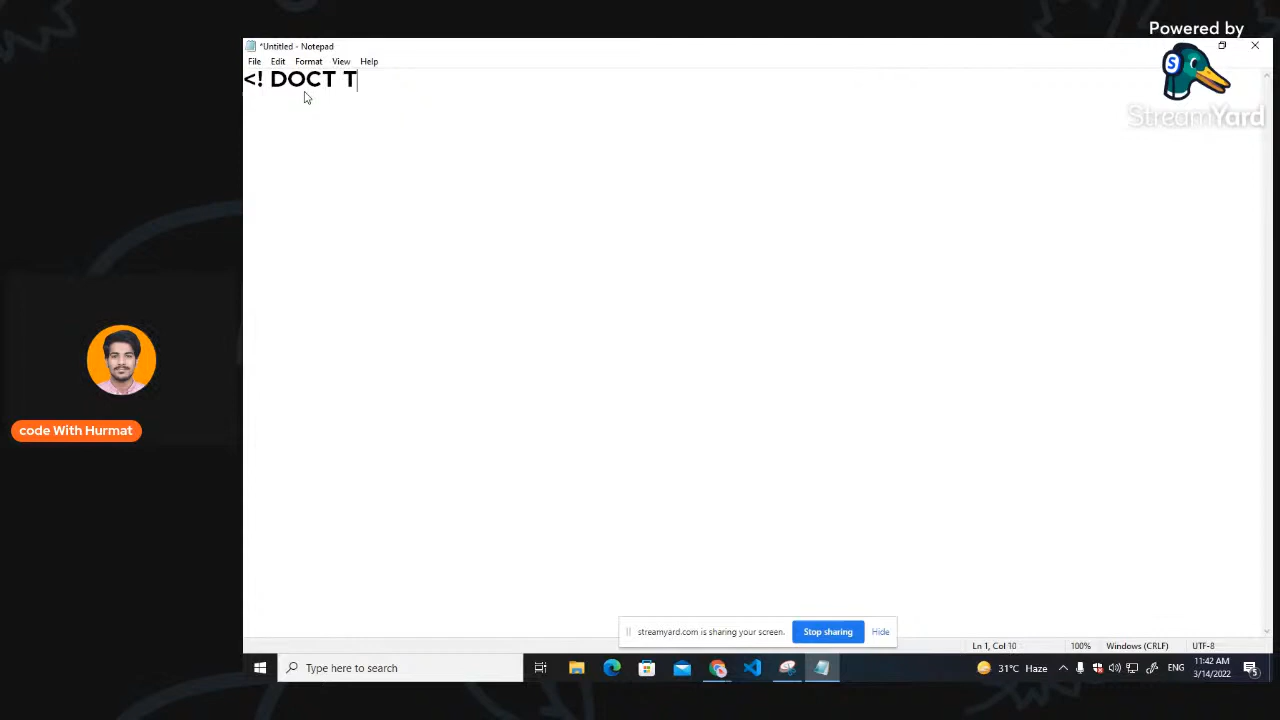 Powered by
StreamYard
*Untitled - Notepad
File Edit Format View Help
<! DOCT T
code With Hurmat
streamyard.com is sharing your screen. Stop sharing Hide
Ln 1, Col 10 100% Windows (CRLF) UTF-8
Type here to search
31°C Haze
ENG
11:42 AM
3/14/2022
5